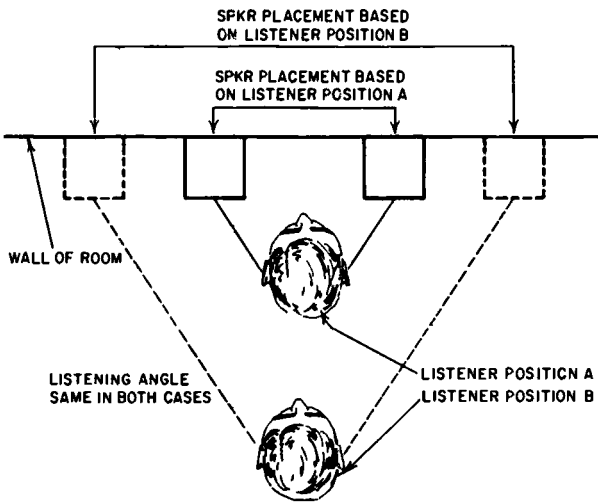 SPKR PLACEMENT BASED
ON LISTENER POSITION B
SPKR PLACEMENT BASED
ON LISTENER POSITION A
WALL OF ROOM
LISTENING ANGLE
SAME IN BOTH CASES
LISTENER POSITION A
LISTENER POSITION B